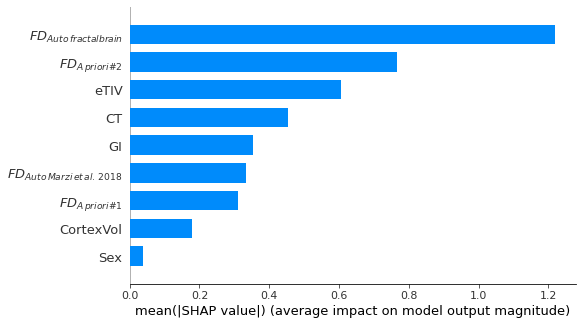 FD_Auto fractalbrain
FD_A priori#2
eTIV
CT
GI
FD_Auto Marzi et al. 2018
FD_A priori#1
CortexVol
Sex
0.0 0.2 0.4 0.6 0.8 1.0 1.2
mean(|SHAP value|) (average impact on model output magnitude)